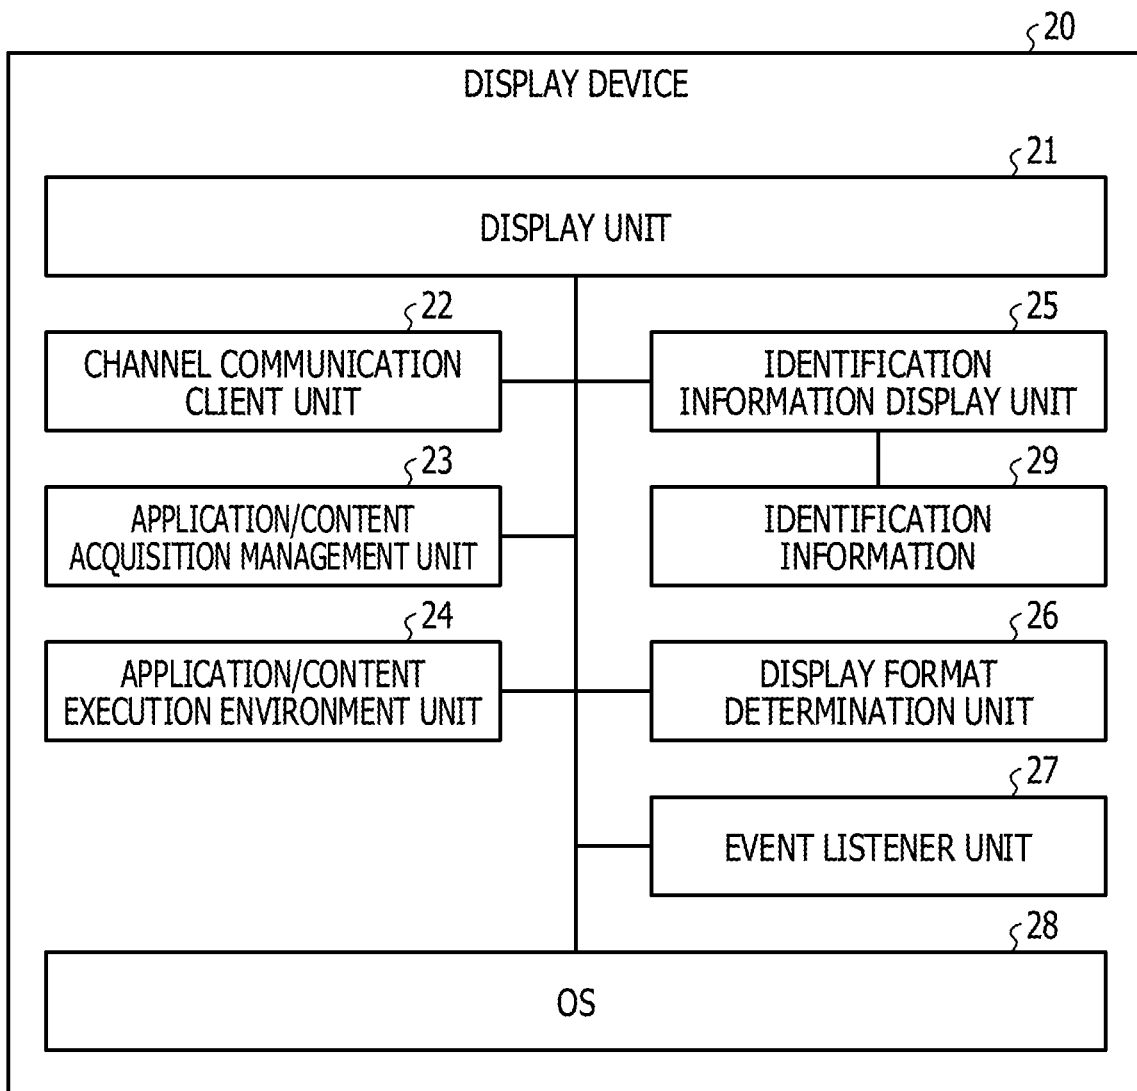 20
DISPLAY DEVICE
21
DISPLAY UNIT
22
CHANNEL COMMUNICATION
CLIENT UNIT
25
IDENTIFICATION
INFORMATION DISPLAY UNIT
23
APPLICATION/CONTENT
ACQUISITION MANAGEMENT UNIT
29
IDENTIFICATION
INFORMATION
24
APPLICATION/CONTENT
EXECUTION ENVIRONMENT UNIT
26
DISPLAY FORMAT
DETERMINATION UNIT
27
EVENT LISTENER UNIT
28
OS